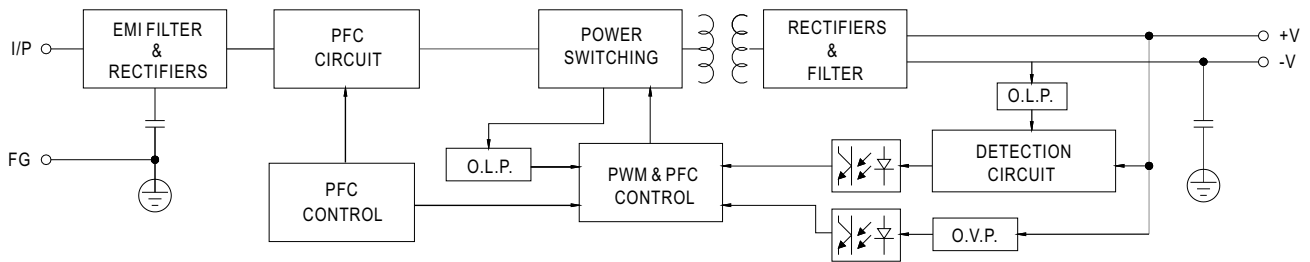 I/P
EMI FILTER
&
RECTIFIERS
PFC
CIRCUIT
POWER
SWITCHING
RECTIFIERS
&
FILTER
+V
-V
O.L.P.
FG
O.L.P.
PFC
CONTROL
PWM & PFC
CONTROL
DETECTION
CIRCUIT
O.V.P.